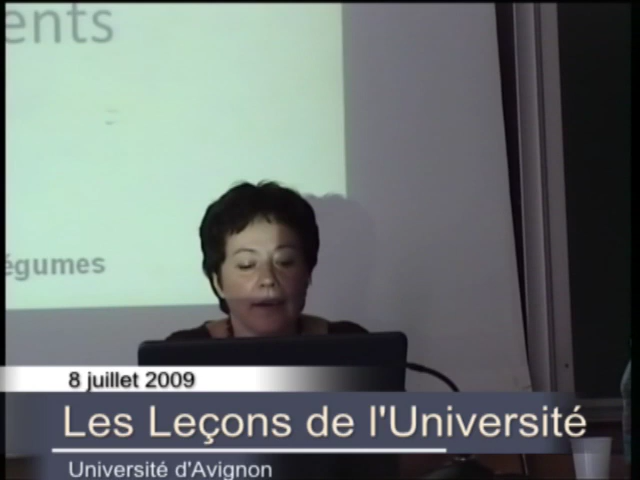 ents
égumes
8 juillet 2009
Les Leçons de l'Université
Université d'Avignon